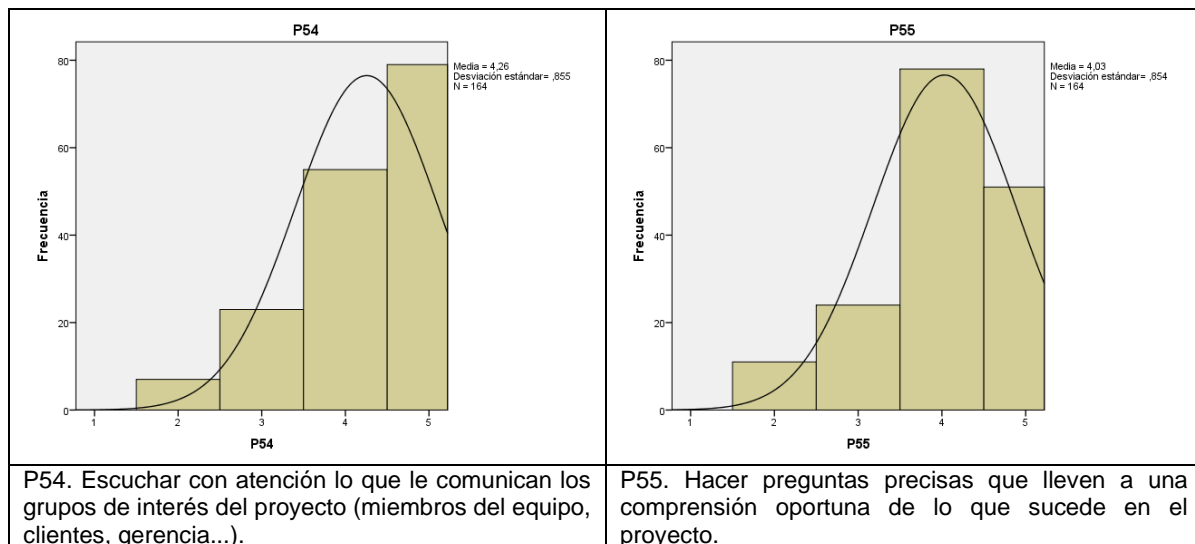 P54
Media = 4,26
Desviación estándar= ,855
N = 164
80
60
40
20
0
Frecuencia
1 2 3 4 5
P54
P55
Media = 4,03
Desviación estándar= ,854
N = 164
80
60
40
20
0
Frecuencia
1 2 3 4 5
P55
P54. Escuchar con atención lo que le comunican los
grupos de interés del proyecto (miembros del equipo,
clientes, gerencia...).
P55. Hacer preguntas precisas que lleven a una
comprensión oportuna de lo que sucede en el
proyecto.